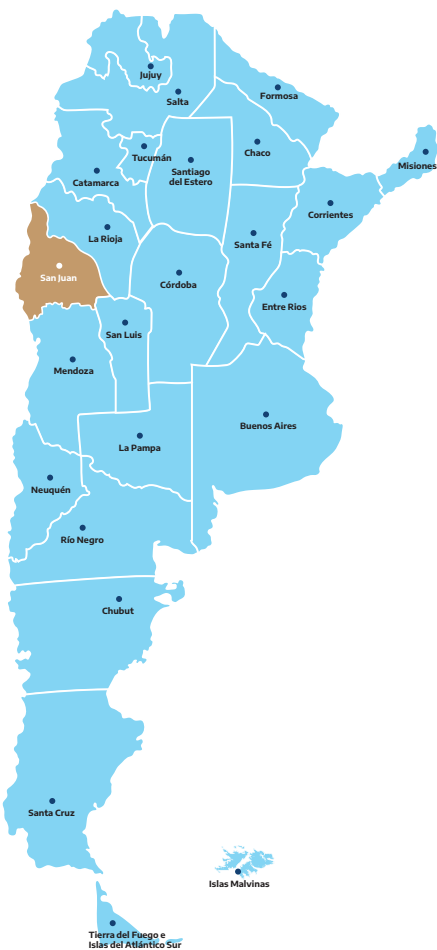 Jujuy
Salta
Formosa
Tucumán
Santiago
del Estero
Chaco
Misiones
Catamarca
Corrientes
La Rioja
Santa Fé
San Juan
Córdoba
Entre Rios
San Luis
Mendoza
Buenos Aires
La Pampa
Neuquén
Río Negro
Chubut
Santa Cruz
Islas Malvinas
Tierra del Fuego e
Islas del Atlántico Sur